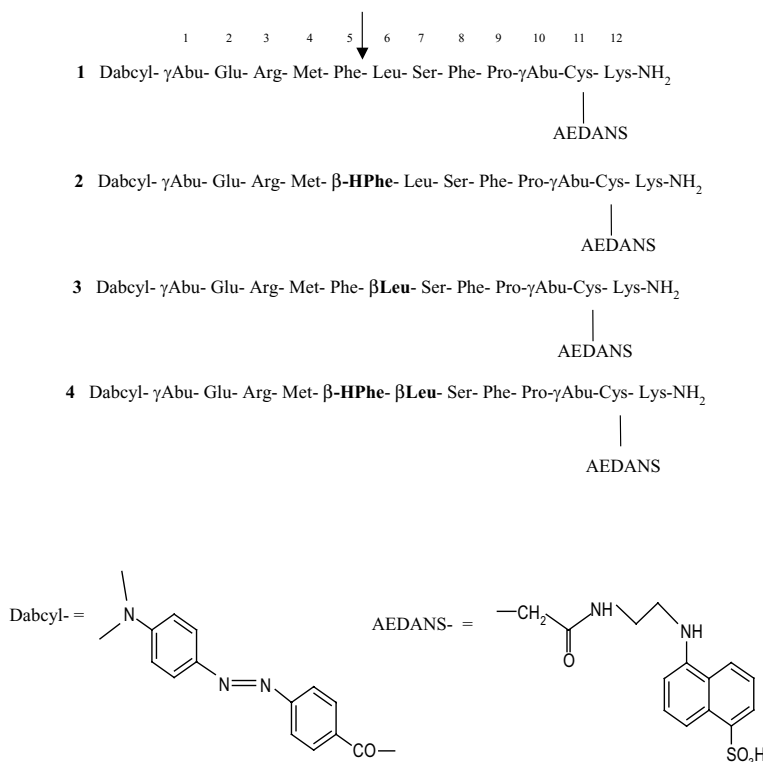 1 2 3 4 5 6 7 8 9 10 11 12
1 Dabcyl- γAbu- Glu- Arg- Met- Phe- Leu- Ser- Phe- Pro-γAbu-Cys- Lys-NH2
AEDANS
2 Dabcyl- γAbu- Glu- Arg- Met- β-HPhe- Leu- Ser- Phe- Pro-γAbu-Cys- Lys-NH2
AEDANS
3 Dabcyl- γAbu- Glu- Arg- Met- Phe- βLeu- Ser- Phe- Pro-γAbu-Cys- Lys-NH2
AEDANS
4 Dabcyl- γAbu- Glu- Arg- Met- β-HPhe- βLeu- Ser- Phe- Pro-γAbu-Cys- Lys-NH2
AEDANS
Dabcyl- =
N
N=N
CO—
AEDANS- =
—CH2
O
NH
NH
SO3H